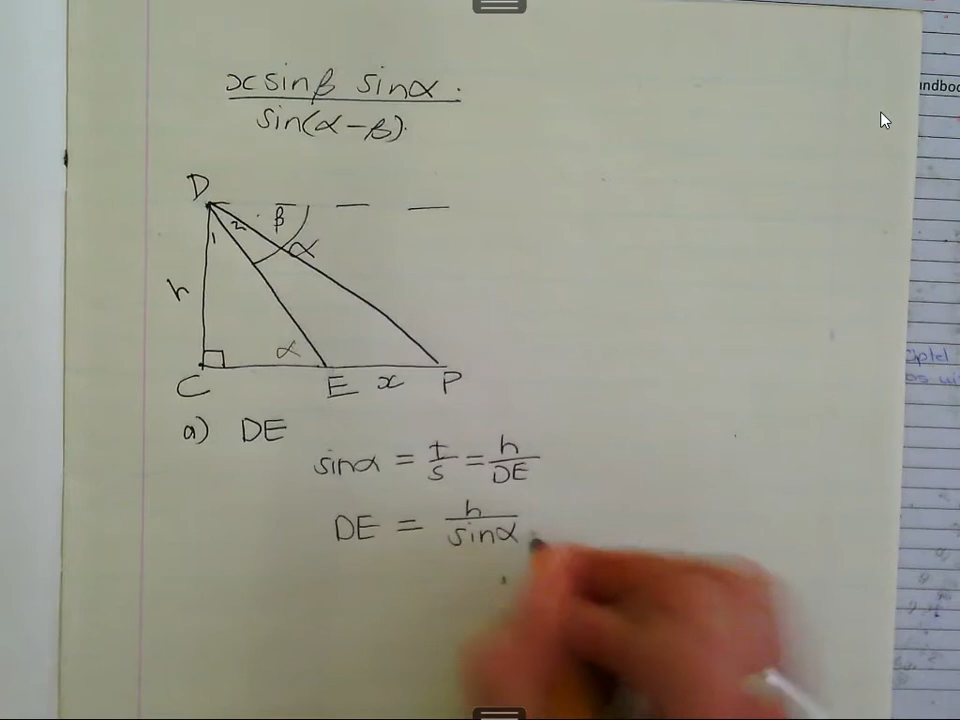 x sinβ sinα.
sin(α-β).
D
β
1 2
α
h
α
C E x P
a) DE
sinα = t/s = h/DE
DE = h/sinα